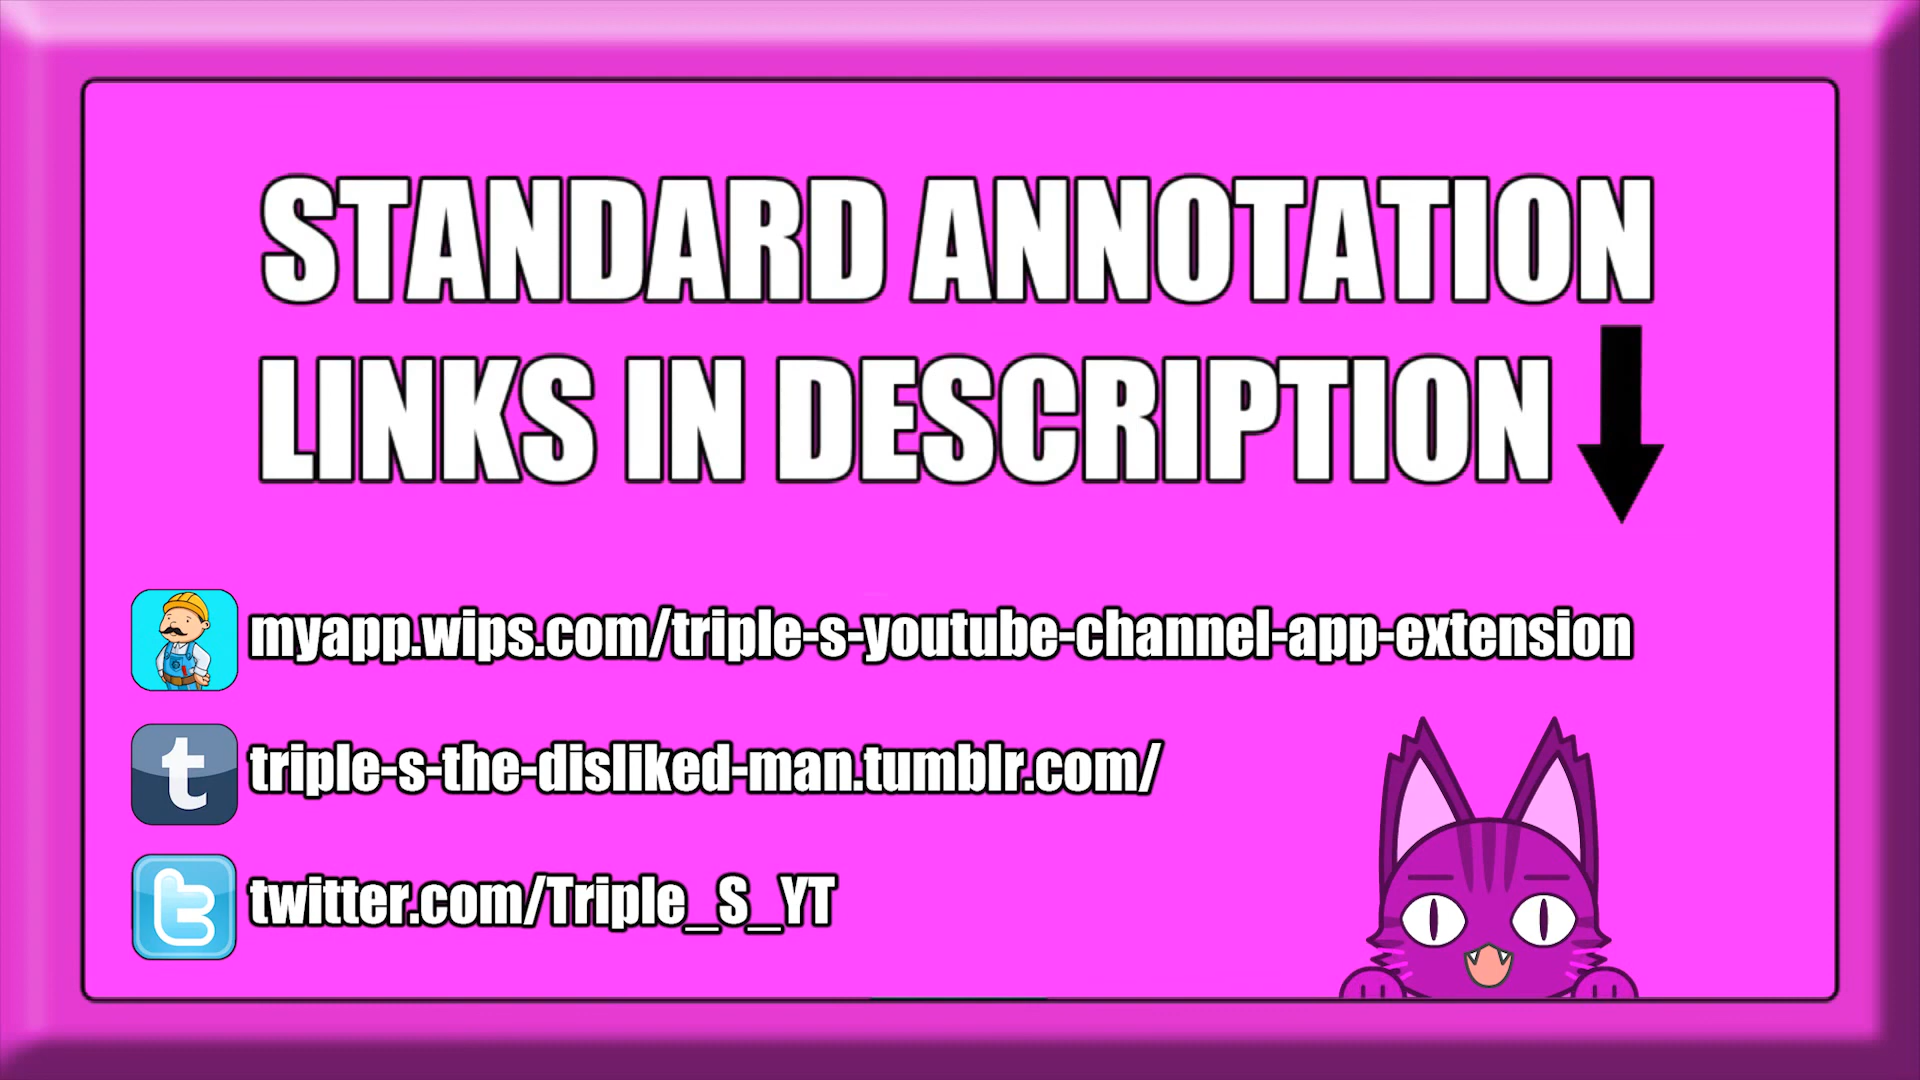 STANDARD ANNOTATION
LINKS IN DESCRIPTION
myapp.wips.com/triple-s-youtube-channel-app-extension
t triple-s-the-disliked-man.tumblr.com/
t twitter.com/Triple_S_YT